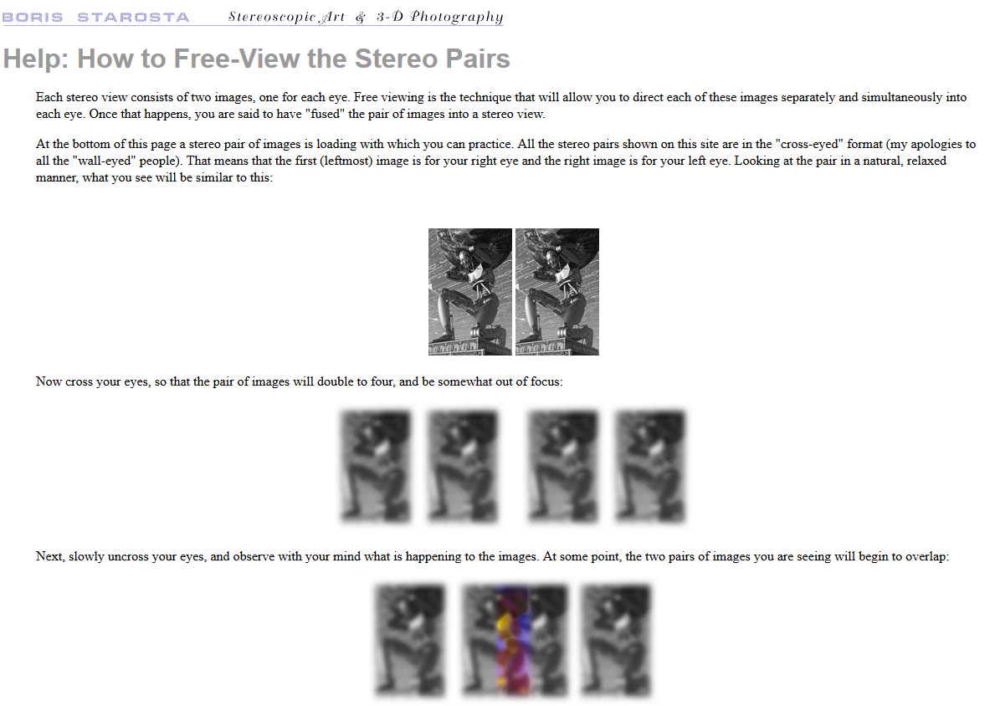 BORIS STAROSTA Stereoscopic Art & 3-D Photography
Help: How to Free-View the Stereo Pairs
Each stereo view consists of two images, one for each eye. Free viewing is the technique that will allow you to direct each of these images separately and simultaneously into
each eye. Once that happens, you are said to have "fused" the pair of images into a stereo view.
At the bottom of this page a stereo pair of images is loading with which you can practice. All the stereo pairs shown on this site are in the "cross-eyed" format (my apologies to
all the "wall-eyed" people). That means that the first (leftmost) image is for your right eye and the right image is for your left eye. Looking at the pair in a natural, relaxed
manner, what you see will be similar to this:
Now cross your eyes, so that the pair of images will double to four, and be somewhat out of focus:
Next, slowly uncross your eyes, and observe with your mind what is happening to the images. At some point, the two pairs of images you are seeing will begin to overlap: